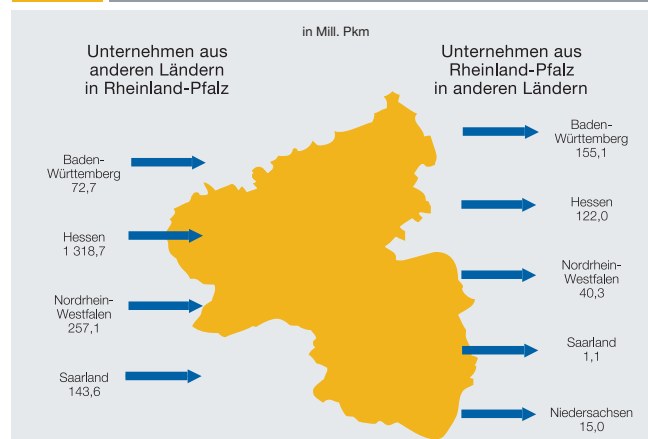 in Mill. Pkm
Unternehmen aus
anderen Ländern
in Rheinland-Pfalz
Baden-
Württemberg
72,7
Hessen
1 318,7
Nordrhein-
Westfalen
257,1
Saarland
143,6
Unternehmen aus
Rheinland-Pfalz
in anderen Ländern
Baden-
Württemberg
155,1
Hessen
122,0
Nordrhein-
Westfalen
40,3
Saarland
1,1
Niedersachsen
15,0